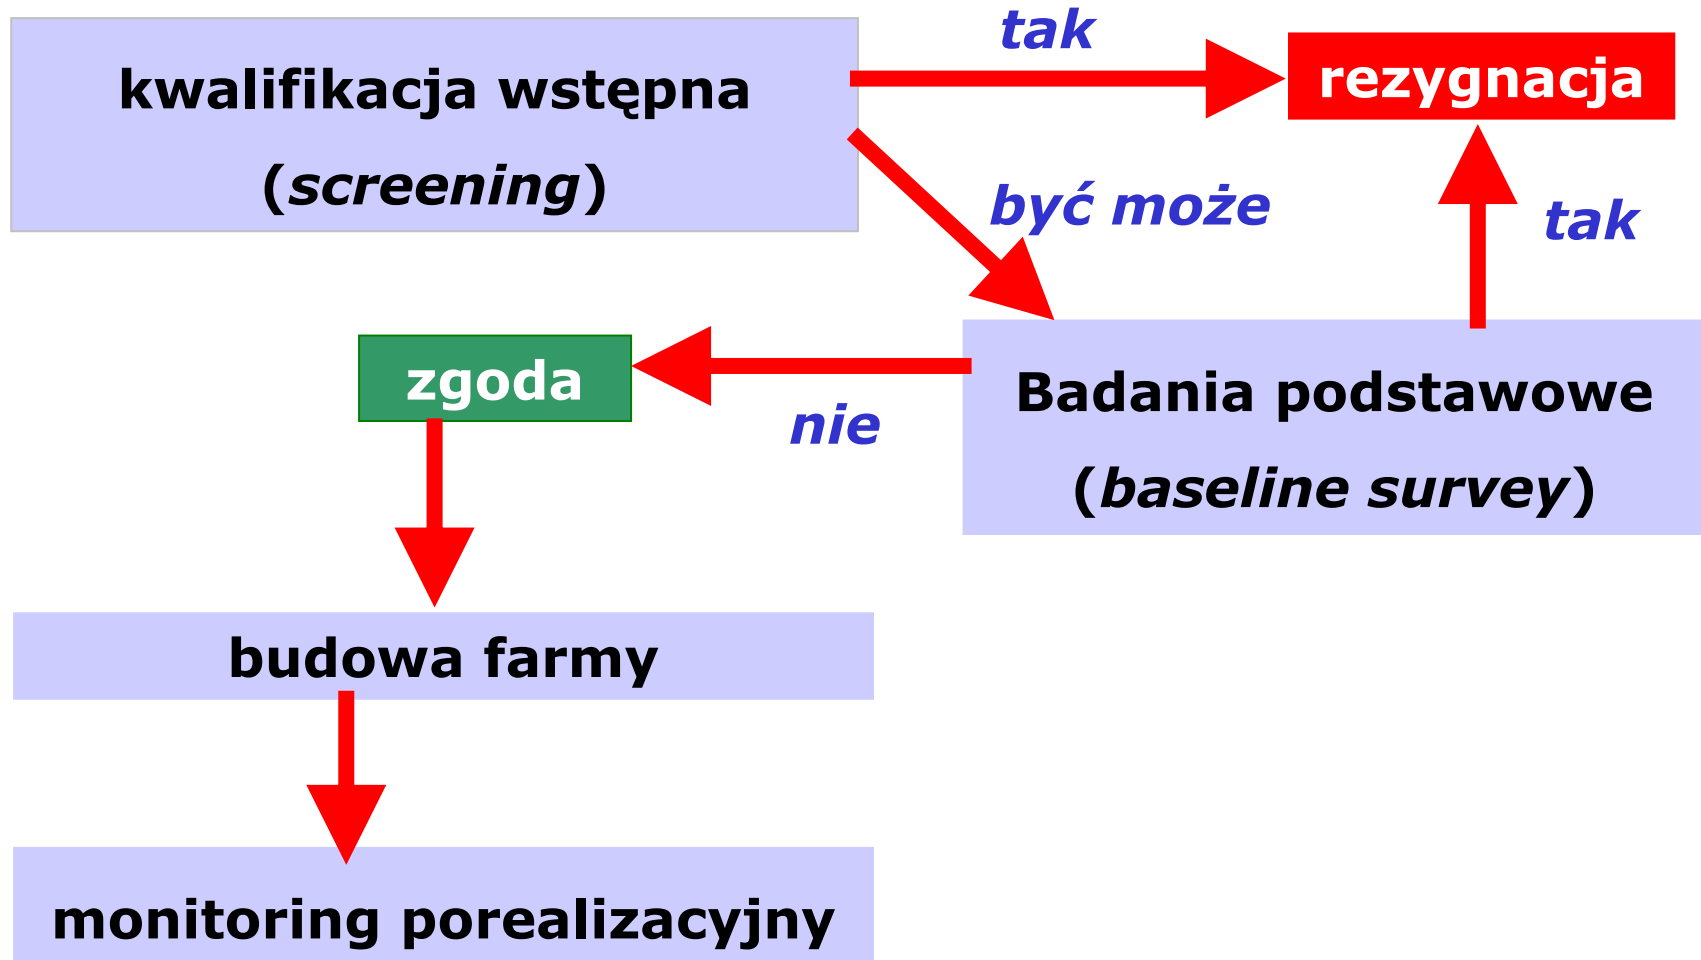 kwalifikacja wstępna
(screening)
tak
rezygnacja
być może
tak
zgoda
nie
Badania podstawowe
(baseline survey)
budowa farmy
monitoring porealizacyjny